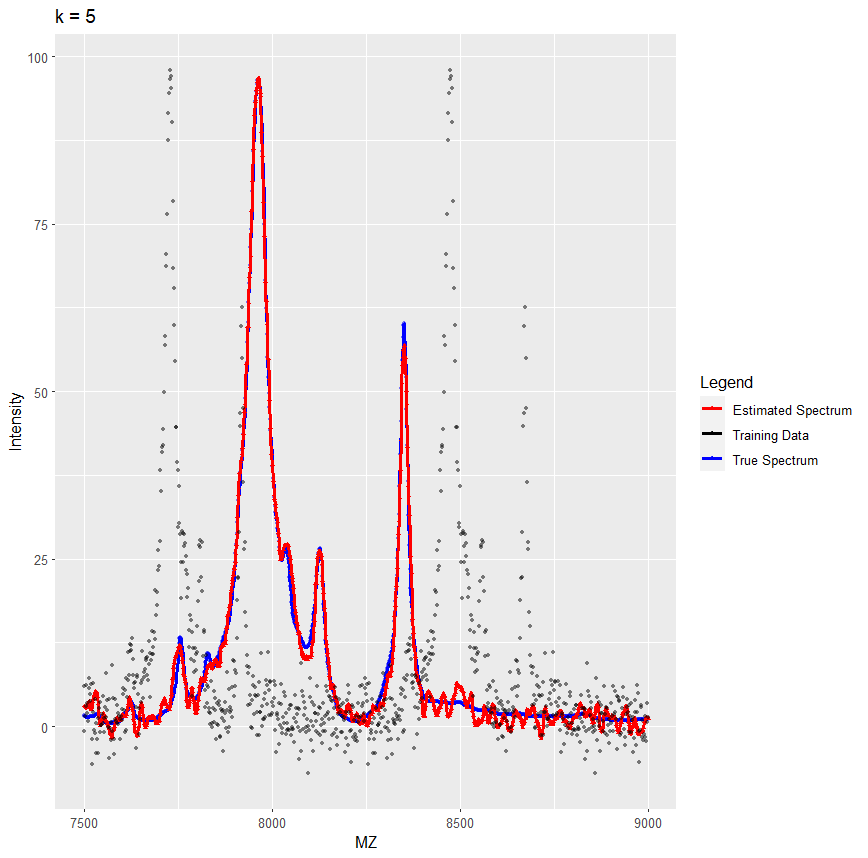 k = 5
100
75
50
25
0
Intensity
7500 8000 8500 9000
MZ
Legend
Estimated Spectrum
Training Data
True Spectrum